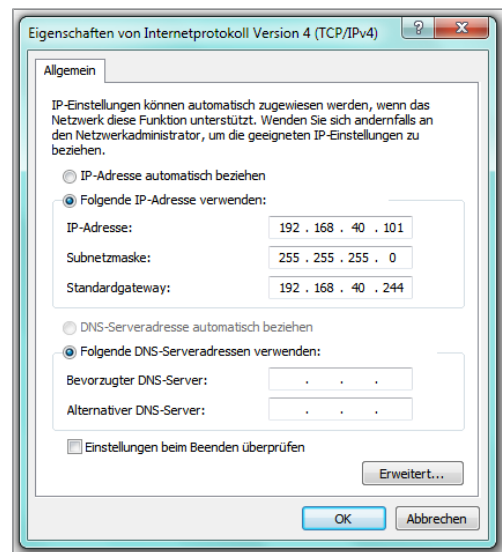 Eigenschaften von Internetprotokoll Version 4 (TCP/IPv4)
Allgemein
IP-Einstellungen können automatisch zugewiesen werden, wenn das
Netzwerk diese Funktion unterstützt. Wenden Sie sich andernfalls an
den Netzwerkadministrator, um die geeigneten IP-Einstellungen zu
beziehen.
IP-Adresse automatisch beziehen
Folgende IP-Adresse verwenden:
IP-Adresse: 192 . 168 . 40 . 101
Subnetzmaske: 255 . 255 . 255 . 0
Standardgateway: 192 . 168 . 40 . 244
DNS-Serveradresse automatisch beziehen
Folgende DNS-Serveradressen verwenden:
Bevorzugter DNS-Server: . . .
Alternativer DNS-Server: . . .
Einstellungen beim Beenden überprüfen
Erweitert...
OK Abbrechen